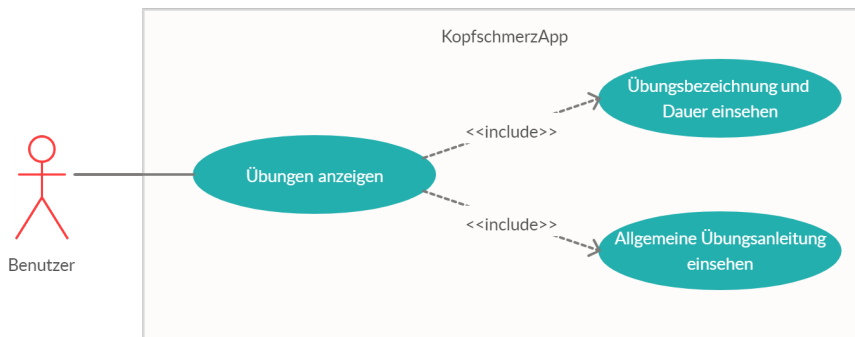 KopfschmerzApp
Übungsbezeichnung und
Dauer einsehen
<<include>>
Übungen anzeigen
<<include>>
Allgemeine Übungsanleitung
einsehen
Benutzer